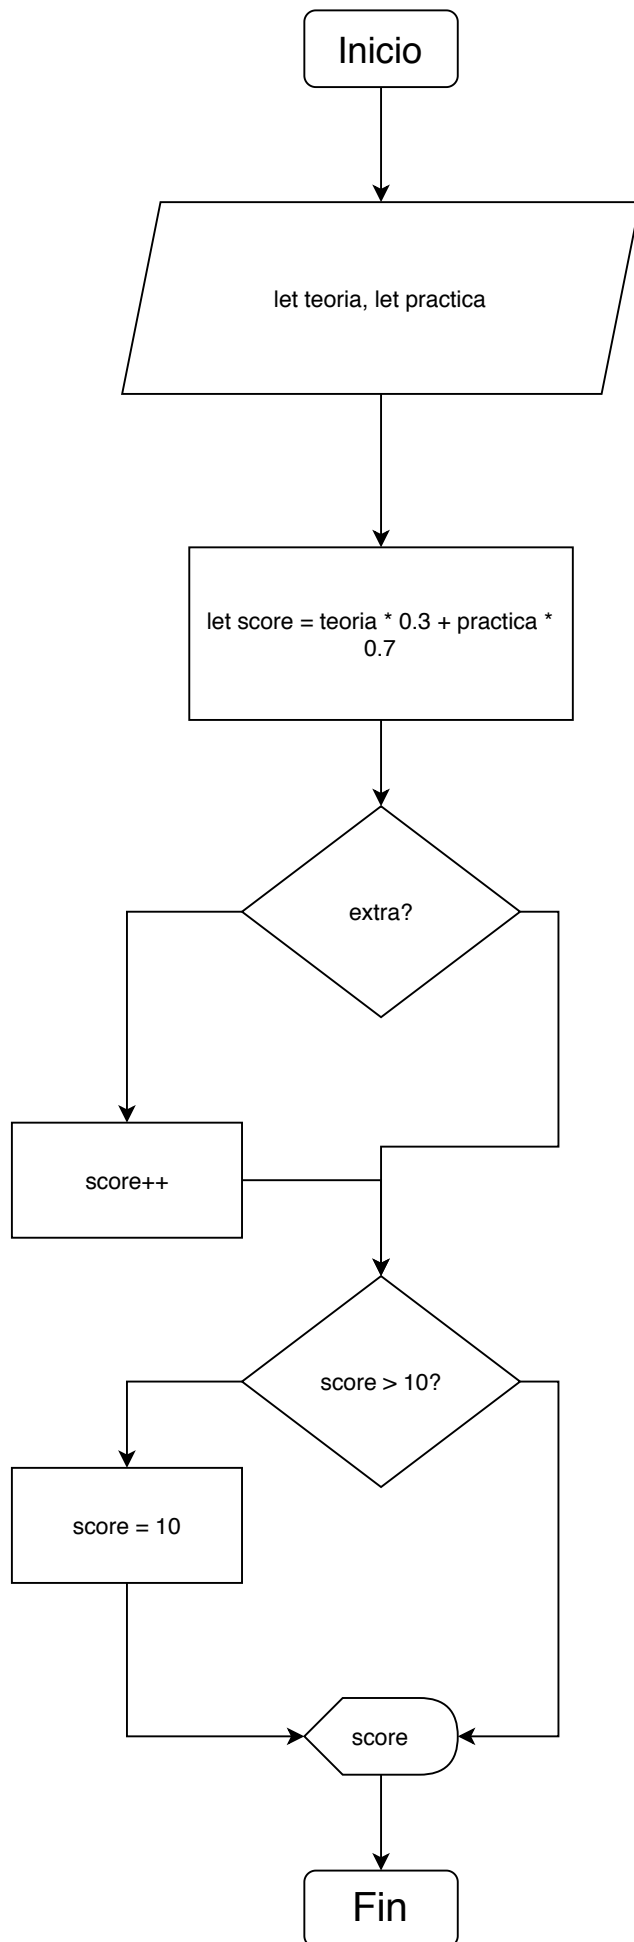 Inicio
let teoria, let practica
let score = teoria * 0.3 + practica *
0.7
extra?
score++
score > 10?
score = 10
score
Fin